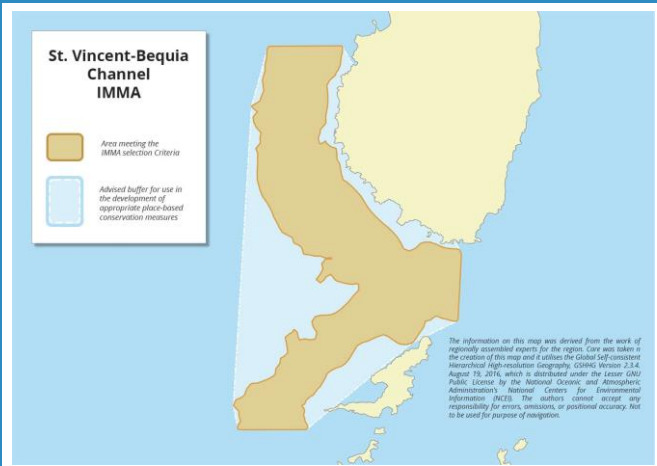 St. Vincent-Bequia
Channel
IMMA
Area meeting the
IMMA selection Criteria
Advised buffer for use in
the development of
appropriate place-based
conservation measures
The information on this map was derived from the work of
regionally assembled experts for the region. Care was taken n
the creation of this map and it utilises the Global Self-consistent
Hierarchical High-resolution Geography, GSHHG Version 2.3.4.
August 19, 2016, which is distributed under the Lesser GNU
Public License by the National Oceanic and Atmospheric
Administration's National Centers for Environmental
Information (NCEI). The authors cannot accept any
responsibility for errors, omissions, or positional accuracy. Not
to be used for purpose of navigation.